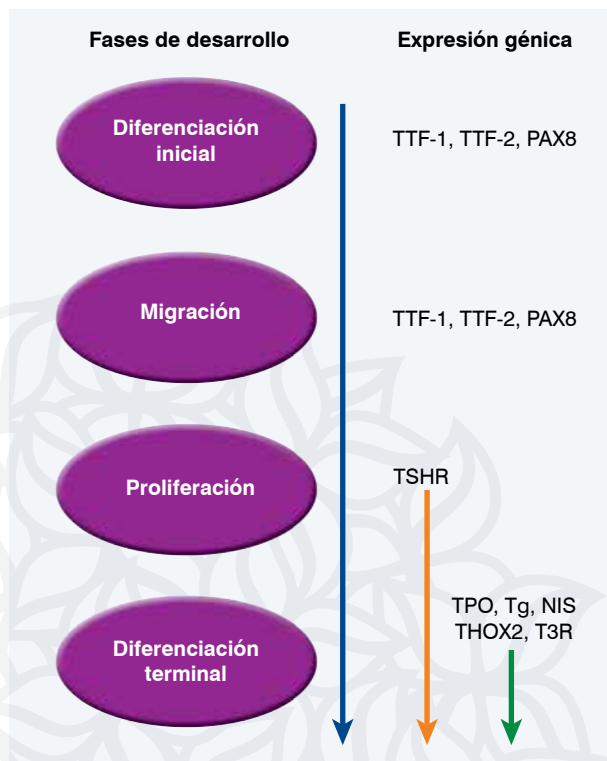 Fases de desarrollo
Expresión génica
Diferenciación
inicial
TTF-1, TTF-2, PAX8
Migración
TTF-1, TTF-2, PAX8
Proliferación
TSHR
TPO, Tg, NIS
THOX2, T3R
Diferenciación
terminal